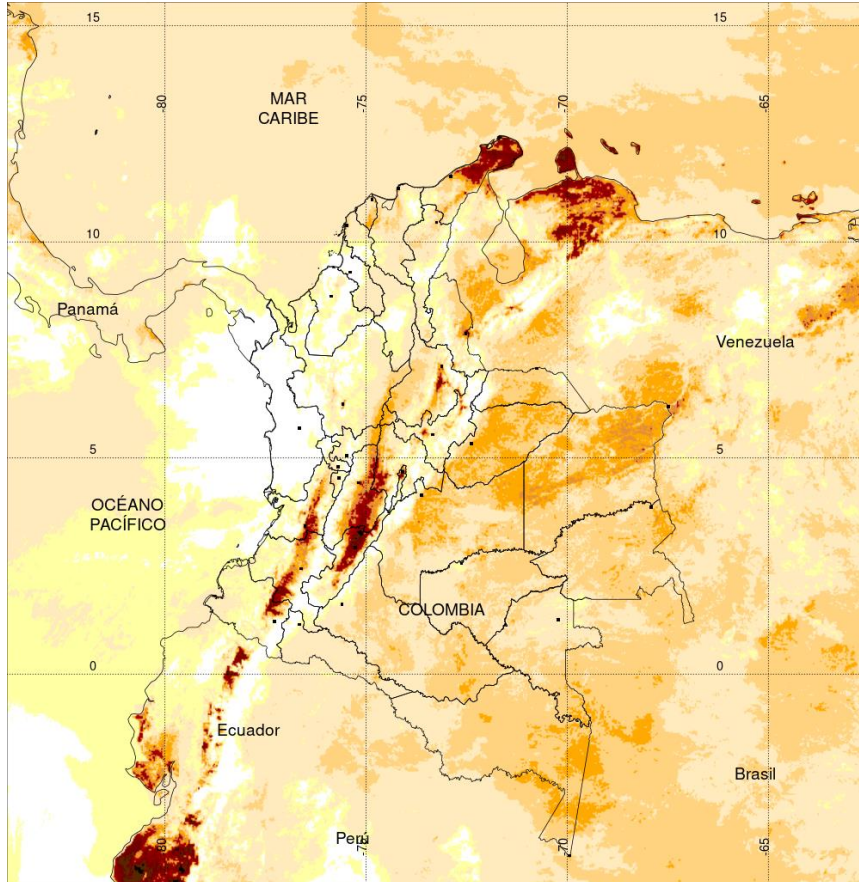 15
15
-80
-75
-70
-65
MAR
CARIBE
10
10
Panamá
Venezuela
5
5
OCÉANO
PACÍFICO
COLOMBIA
0
0
Ecuador
Brasil
Perú
-80
-75
-70
-65